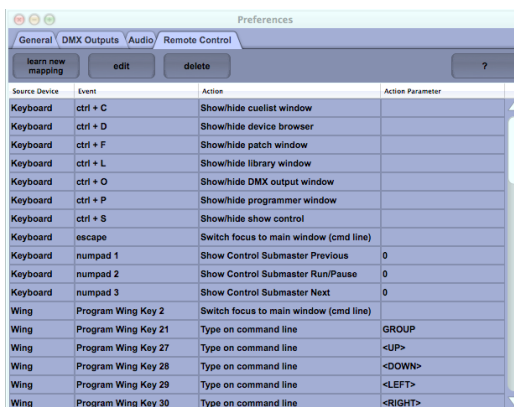 Preferences
General DMX Outputs Audio Remote Control
learn new mapping edit delete ?
Source Device Event Action Action Parameter
Keyboard ctrl + C Show/hide cuelist window
Keyboard ctrl + D Show/hide device browser
Keyboard ctrl + F Show/hide patch window
Keyboard ctrl + L Show/hide library window
Keyboard ctrl + O Show/hide DMX output window
Keyboard ctrl + P Show/hide programmer window
Keyboard ctrl + S Show/hide show control
Keyboard escape Switch focus to main window (cmd line)
Keyboard numpad 1 Show Control Submaster Previous 0
Keyboard numpad 2 Show Control Submaster Run/Pause 0
Keyboard numpad 3 Show Control Submaster Next 0
Wing Program Wing Key 2 Switch focus to main window (cmd line)
Wing Program Wing Key 21 Type on command line GROUP
Wing Program Wing Key 27 Type on command line <UP>
Wing Program Wing Key 28 Type on command line <DOWN>
Wing Program Wing Key 29 Type on command line <LEFT>
Wing Program Wing Key 30 Type on command line <RIGHT>